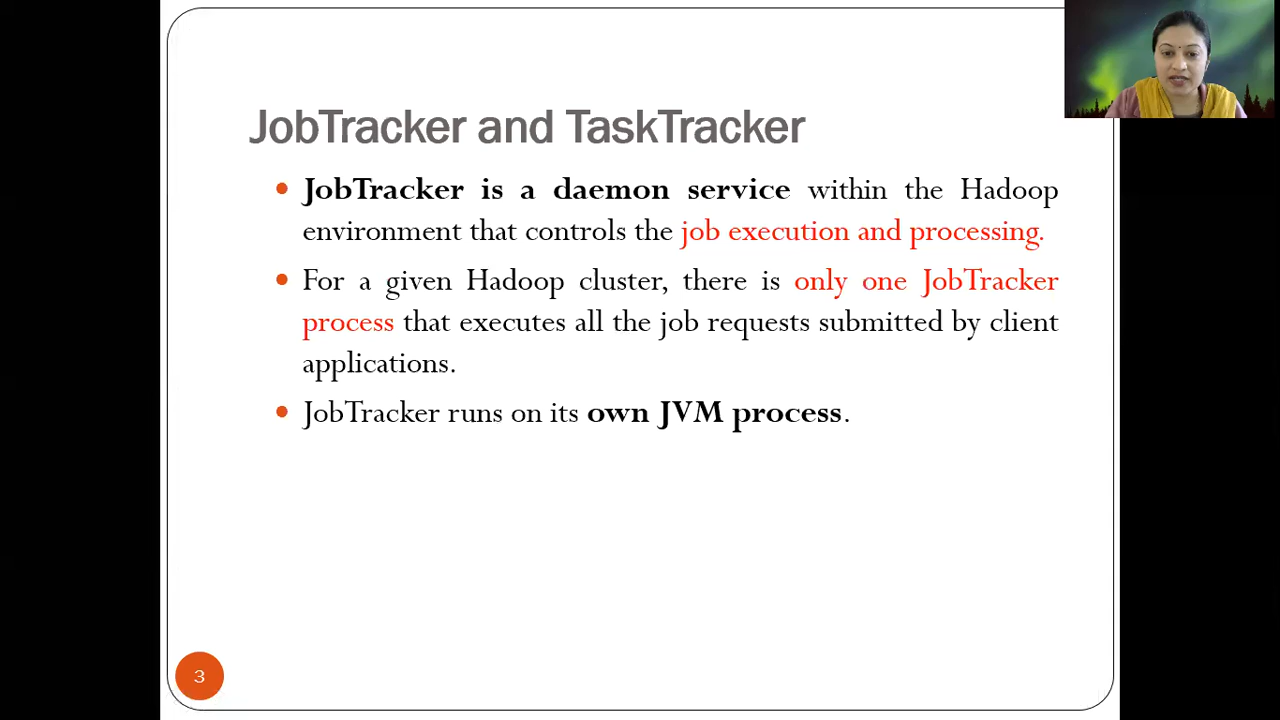 JobTracker and TaskTracker
JobTracker is a daemon service within the Hadoop
environment that controls the job execution and processing.
For a given Hadoop cluster, there is only one JobTracker
process that executes all the job requests submitted by client
applications.
JobTracker runs on its own JVM process.
3